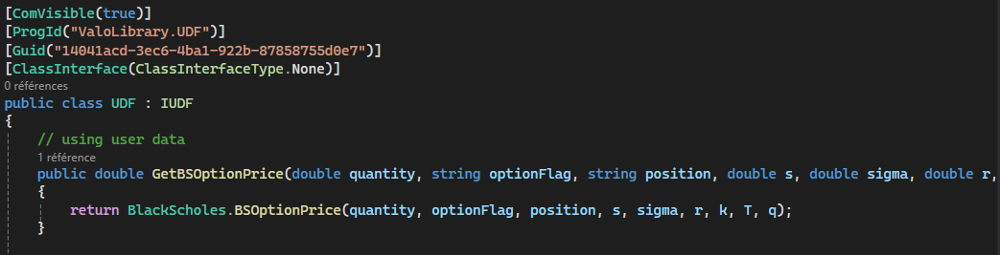 [ComVisible(true)]
[ProgId("ValoLibrary.UDF")]
[Guid("14041acd-3ec6-4ba1-922b-87858755d0e7")]
[ClassInterface(ClassInterfaceType.None)]
0 références
public class UDF : IUDF
{
// using user data
1 référence
public double GetBSOptionPrice(double quantity, string optionFlag, string position, double s, double sigma, double r,
{
return BlackScholes.BSOptionPrice(quantity, optionFlag, position, s, sigma, r, k, T, q);
}